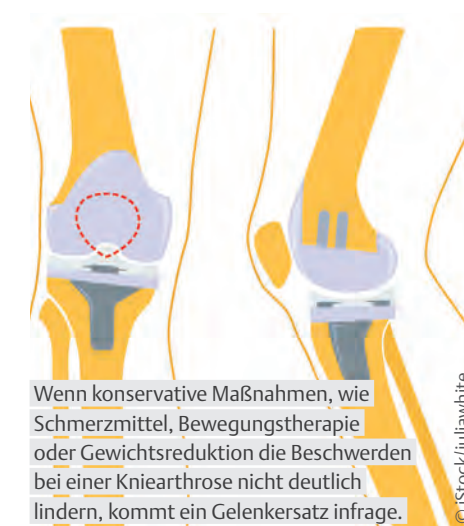 Wenn konservative Maßnahmen, wie
Schmerzmittel, Bewegungstherapie
oder Gewichtsreduktion die Beschwerden
bei einer Kniearthrose nicht deutlich
lindern, kommt ein Gelenkersatz infrage.
© iStock/juliawhite